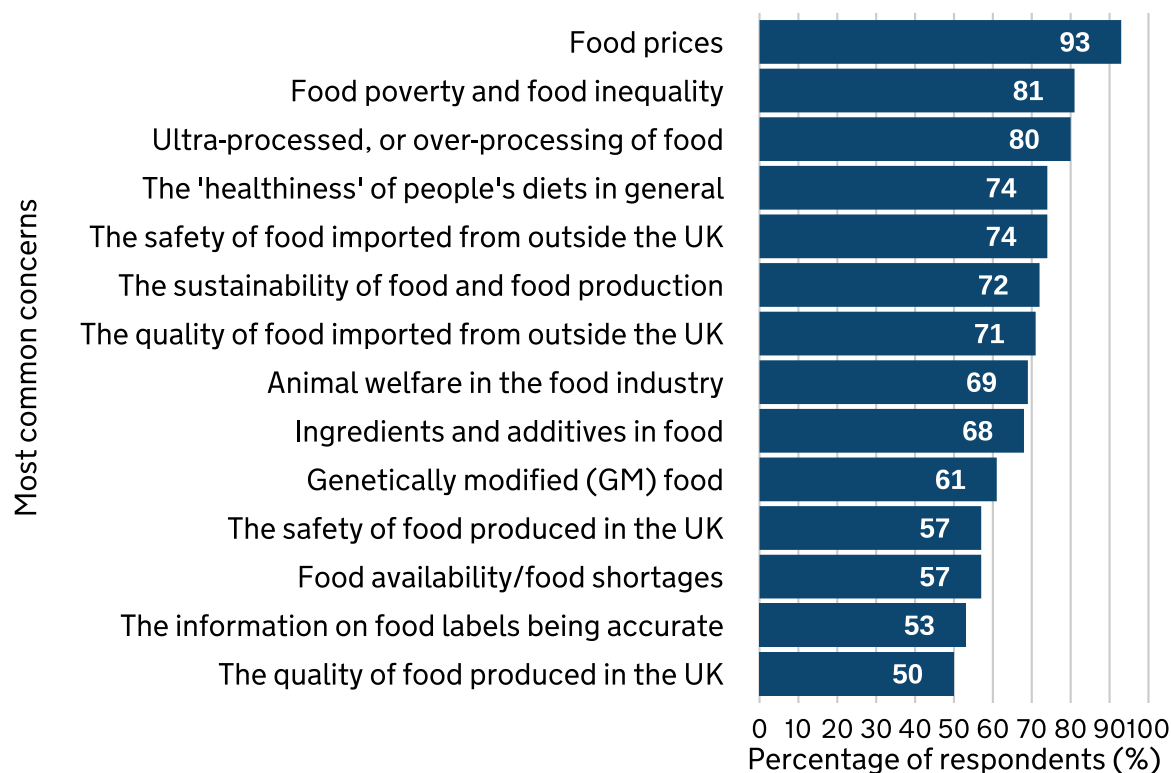 Food prices 93
Food poverty and food inequality 81
Ultra-processed, or over-processing of food 80
The 'healthiness' of people's diets in general 74
The safety of food imported from outside the UK 74
The sustainability of food and food production 72
The quality of food imported from outside the UK 71
Animal welfare in the food industry 69
Ingredients and additives in food 68
Genetically modified (GM) food 61
The safety of food produced in the UK 57
Food availability/food shortages 57
The information on food labels being accurate 53
The quality of food produced in the UK 50
Most common concerns
0 10 20 30 40 50 60 70 80 90 100
Percentage of respondents (%)